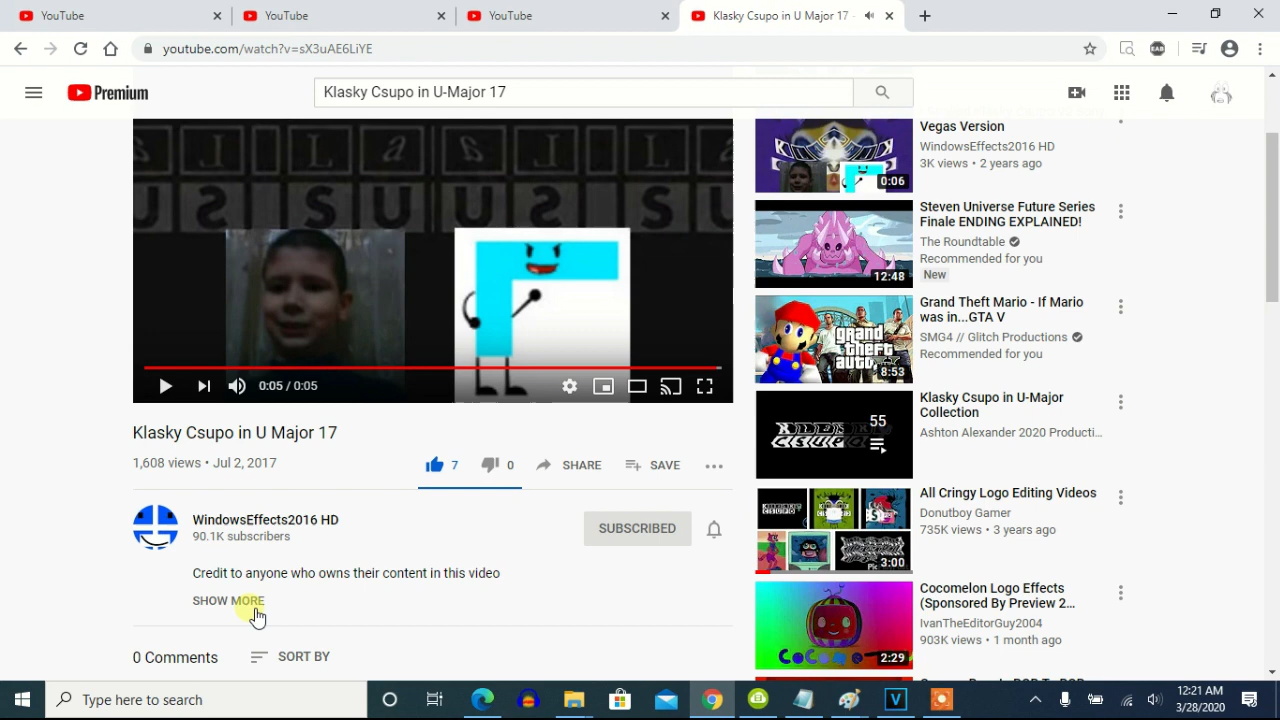 YouTube
YouTube
YouTube
Klasky Csupo in U Major 17 -
youtube.com/watch?v=sX3uAE6LiYE
Premium
Klasky Csupo in U-Major 17
Vegas Version
WindowsEffects2016 HD
3K views • 2 years ago
0:06
Steven Universe Future Series
Finale ENDING EXPLAINED!
The Roundtable
Recommended for you
New
12:48
Grand Theft Mario - If Mario
was in...GTA V
SMG4 // Glitch Productions
Recommended for you
grand
theft
auto
8:53
Klasky Csupo in U-Major
Collection
Ashton Alexander 2020 Producti...
55
CSUPO
All Cringy Logo Editing Videos
Donutboy Gamer
735K views • 3 years ago
3:00
Cocomelon Logo Effects
(Sponsored By Preview 2...
IvanTheEditorGuy2004
903K views • 1 month ago
2:29
0:05 / 0:05
Klasky Csupo in U Major 17
1,608 views • Jul 2, 2017
7
0
SHARE
SAVE
WindowsEffects2016 HD
90.1K subscribers
SUBSCRIBED
Credit to anyone who owns their content in this video
SHOW MORE
0 Comments
SORT BY
Type here to search
12:21 AM
3/28/2020